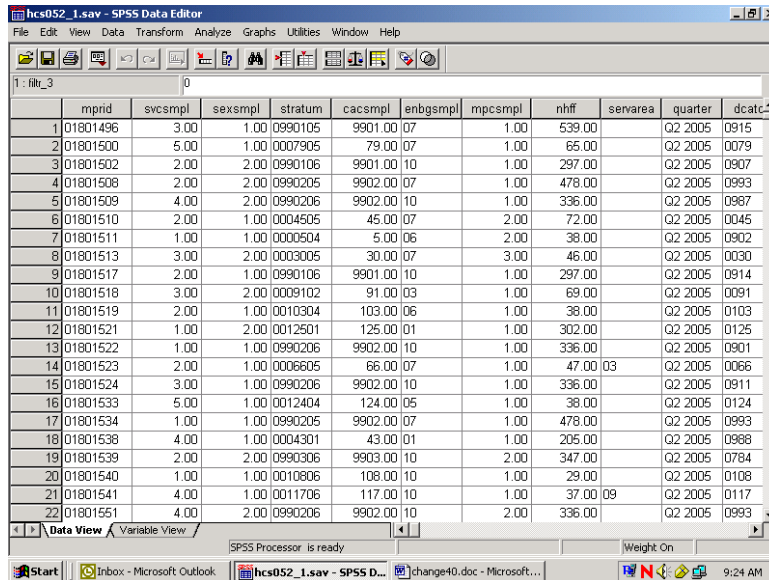 hcs052_1.sav - SPSS Data Editor
File Edit View Data Transform Analyze Graphs Utilities Window Help
1 : filtr_3 0
mprid svcsmpl sexsmpl stratum cacsmpl enbgsmpl mpcsmpl nhff servarea quarter dcatc
1 01801496 3.00 1.00 0990105 9901.00 07 1.00 539.00 Q2 2005 0915
2 01801500 5.00 1.00 0007905 79.00 07 1.00 65.00 Q2 2005 0079
3 01801502 2.00 2.00 0990106 9901.00 10 1.00 297.00 Q2 2005 0907
4 01801508 2.00 2.00 0990205 9902.00 07 1.00 478.00 Q2 2005 0993
5 01801509 4.00 2.00 0990206 9902.00 10 1.00 336.00 Q2 2005 0987
6 01801510 2.00 1.00 0004505 45.00 07 2.00 72.00 Q2 2005 0045
7 01801511 1.00 1.00 0000504 5.00 06 2.00 38.00 Q2 2005 0902
8 01801513 3.00 2.00 0003005 30.00 07 3.00 46.00 Q2 2005 0030
9 01801517 2.00 1.00 0990106 9901.00 10 1.00 297.00 Q2 2005 0914
10 01801518 3.00 2.00 0009102 91.00 03 1.00 69.00 Q2 2005 0091
11 01801519 2.00 1.00 0010304 103.00 06 1.00 38.00 Q2 2005 0103
12 01801521 1.00 2.00 0012501 125.00 01 1.00 302.00 Q2 2005 0125
13 01801522 1.00 1.00 0990206 9902.00 10 1.00 336.00 Q2 2005 0901
14 01801523 2.00 1.00 0006605 66.00 07 1.00 47.00 03 Q2 2005 0066
15 01801524 3.00 1.00 0990206 9902.00 10 1.00 336.00 Q2 2005 0911
16 01801533 5.00 1.00 0012404 124.00 05 1.00 38.00 Q2 2005 0124
17 01801534 1.00 1.00 0990205 9902.00 07 1.00 478.00 Q2 2005 0993
18 01801538 4.00 1.00 0004301 43.00 01 1.00 205.00 Q2 2005 0988
19 01801539 2.00 2.00 0990306 9903.00 10 2.00 347.00 Q2 2005 0784
20 01801540 1.00 1.00 0010806 108.00 10 1.00 29.00 Q2 2005 0108
21 01801541 4.00 1.00 0011706 117.00 10 1.00 37.00 09 Q2 2005 0117
22 01801551 4.00 2.00 0990206 9902.00 10 2.00 336.00 Q2 2005 0993
Data View Variable View
SPSS Processor is ready Weight On
Start Inbox - Microsoft Outlook hcs052_1.sav - SPSS D... change40.doc - Microsoft... 9:24 AM